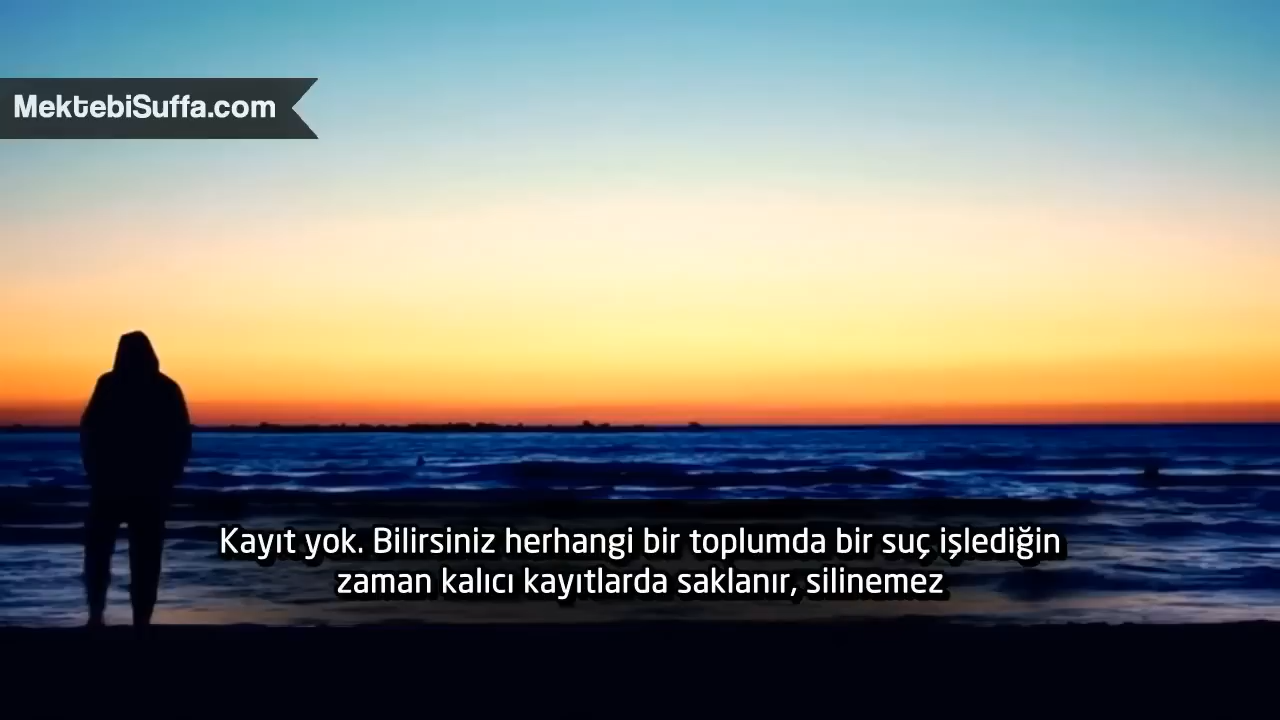 MektebiSuffa.com
Kayıt yok. Bilirsiniz herhangi bir toplumda bir suç işlediğin
zaman kalıcı kayıtlarda saklanır, silinemez